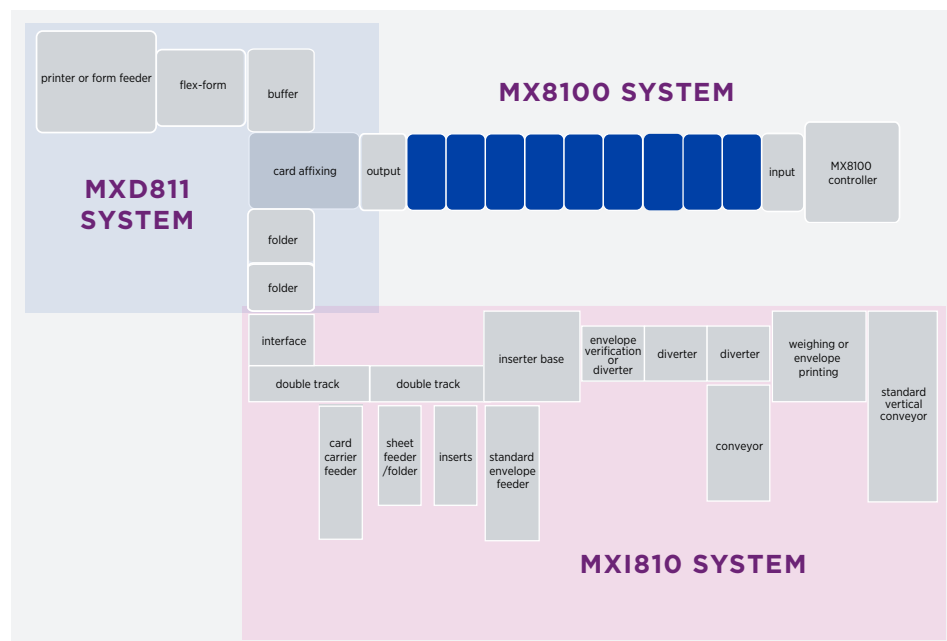 printer or form feeder
flex-form
buffer
MX8100 SYSTEM
card affixing
output
input
MX8100
controller
MXD811
SYSTEM
folder
folder
interface
double track
double track
inserter base
envelope
verification
or
diverter
diverter
diverter
weighing or
envelope
printing
standard
vertical
conveyor
card
carrier
feeder
sheet
feeder
/folder
inserts
standard
envelope
feeder
conveyor
MXI810 SYSTEM